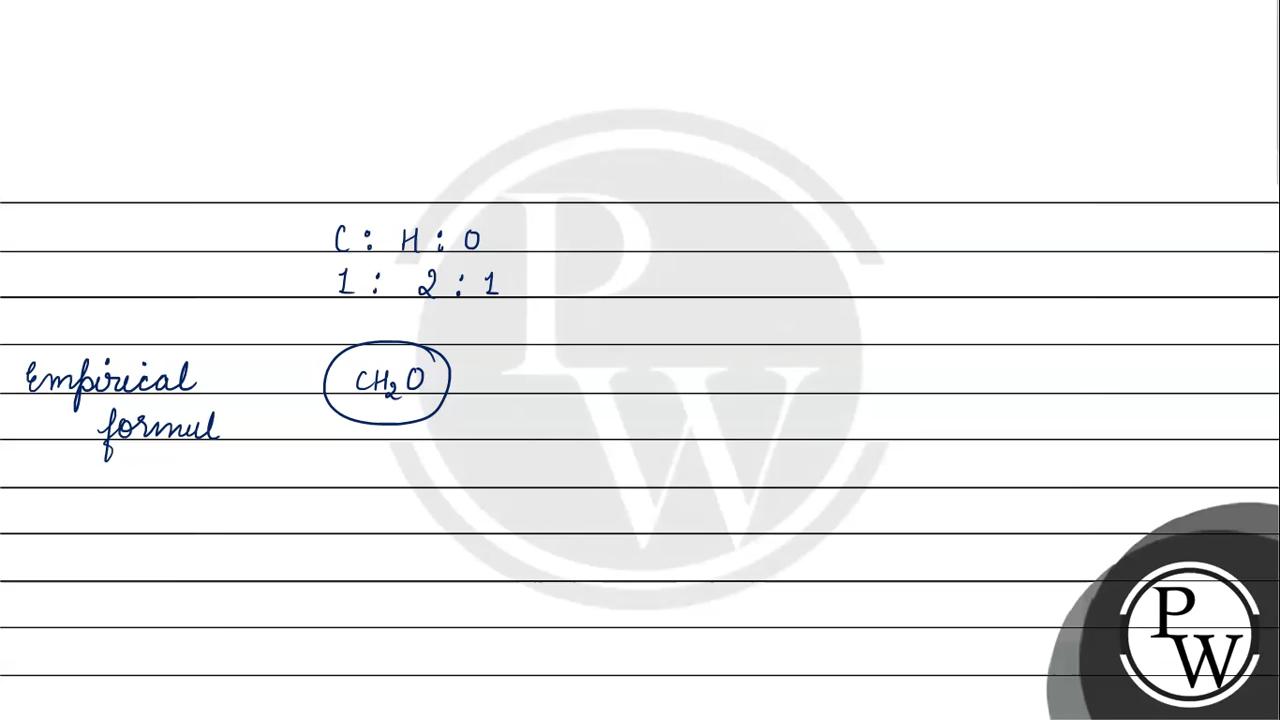 C : H : O
1 : 2 : 1
Empirical CH₂O
formul
P
W
P
W